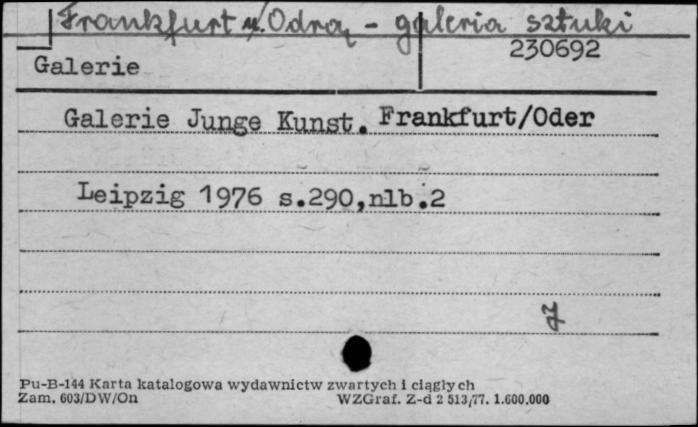 Frankfurt n/Odrą - galeria sztuki
230692
Galerie
Galerie Junge Kunst. Frankfurt/Oder
Leipzig 1976 s.290,nlb.2
J
Pu-B-144 Karta katalogowa wydawnictw zwartych i ciągłych
Zam. 603/DW/On WZGraf. Z-d 2 513/77. 1.600.000